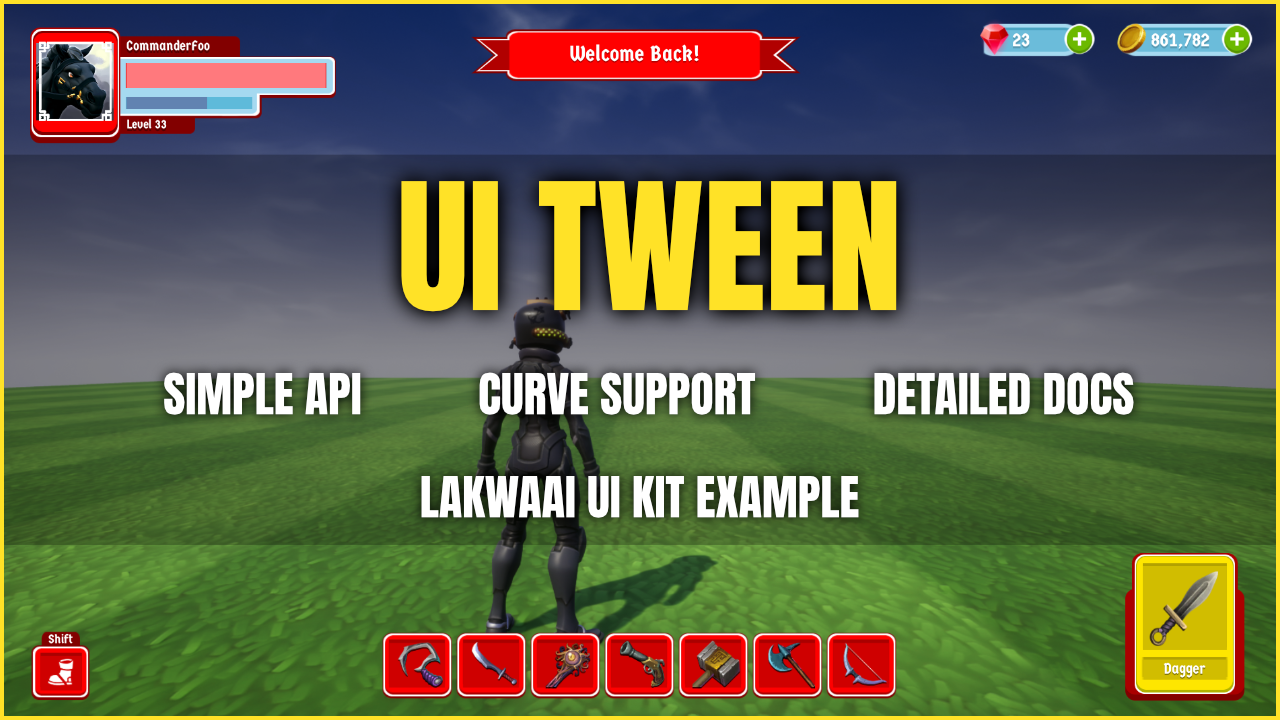 CommanderFoo
Welcome Back!
23
861,782
Level 33
UI TWEEN
SIMPLE API
CURVE SUPPORT
DETAILED DOCS
LAKWAAI UI KIT EXAMPLE
Shift
Dagger